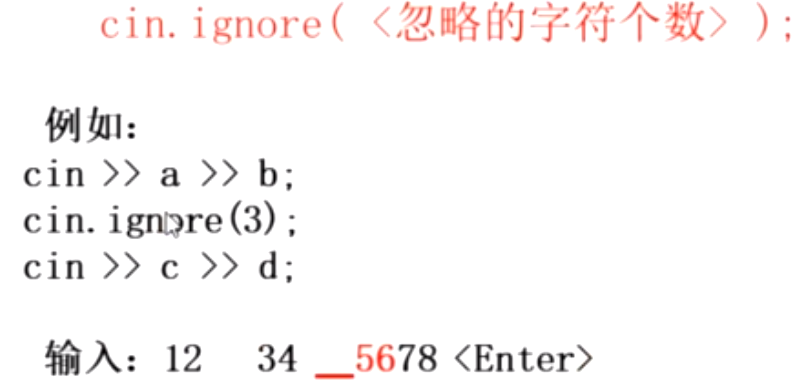 cin.ignore( <忽略的字符个数> );
例如:
cin >> a >> b;
cin.ignore(3);
cin >> c >> d;
输入: 12 34 __5678 <Enter>